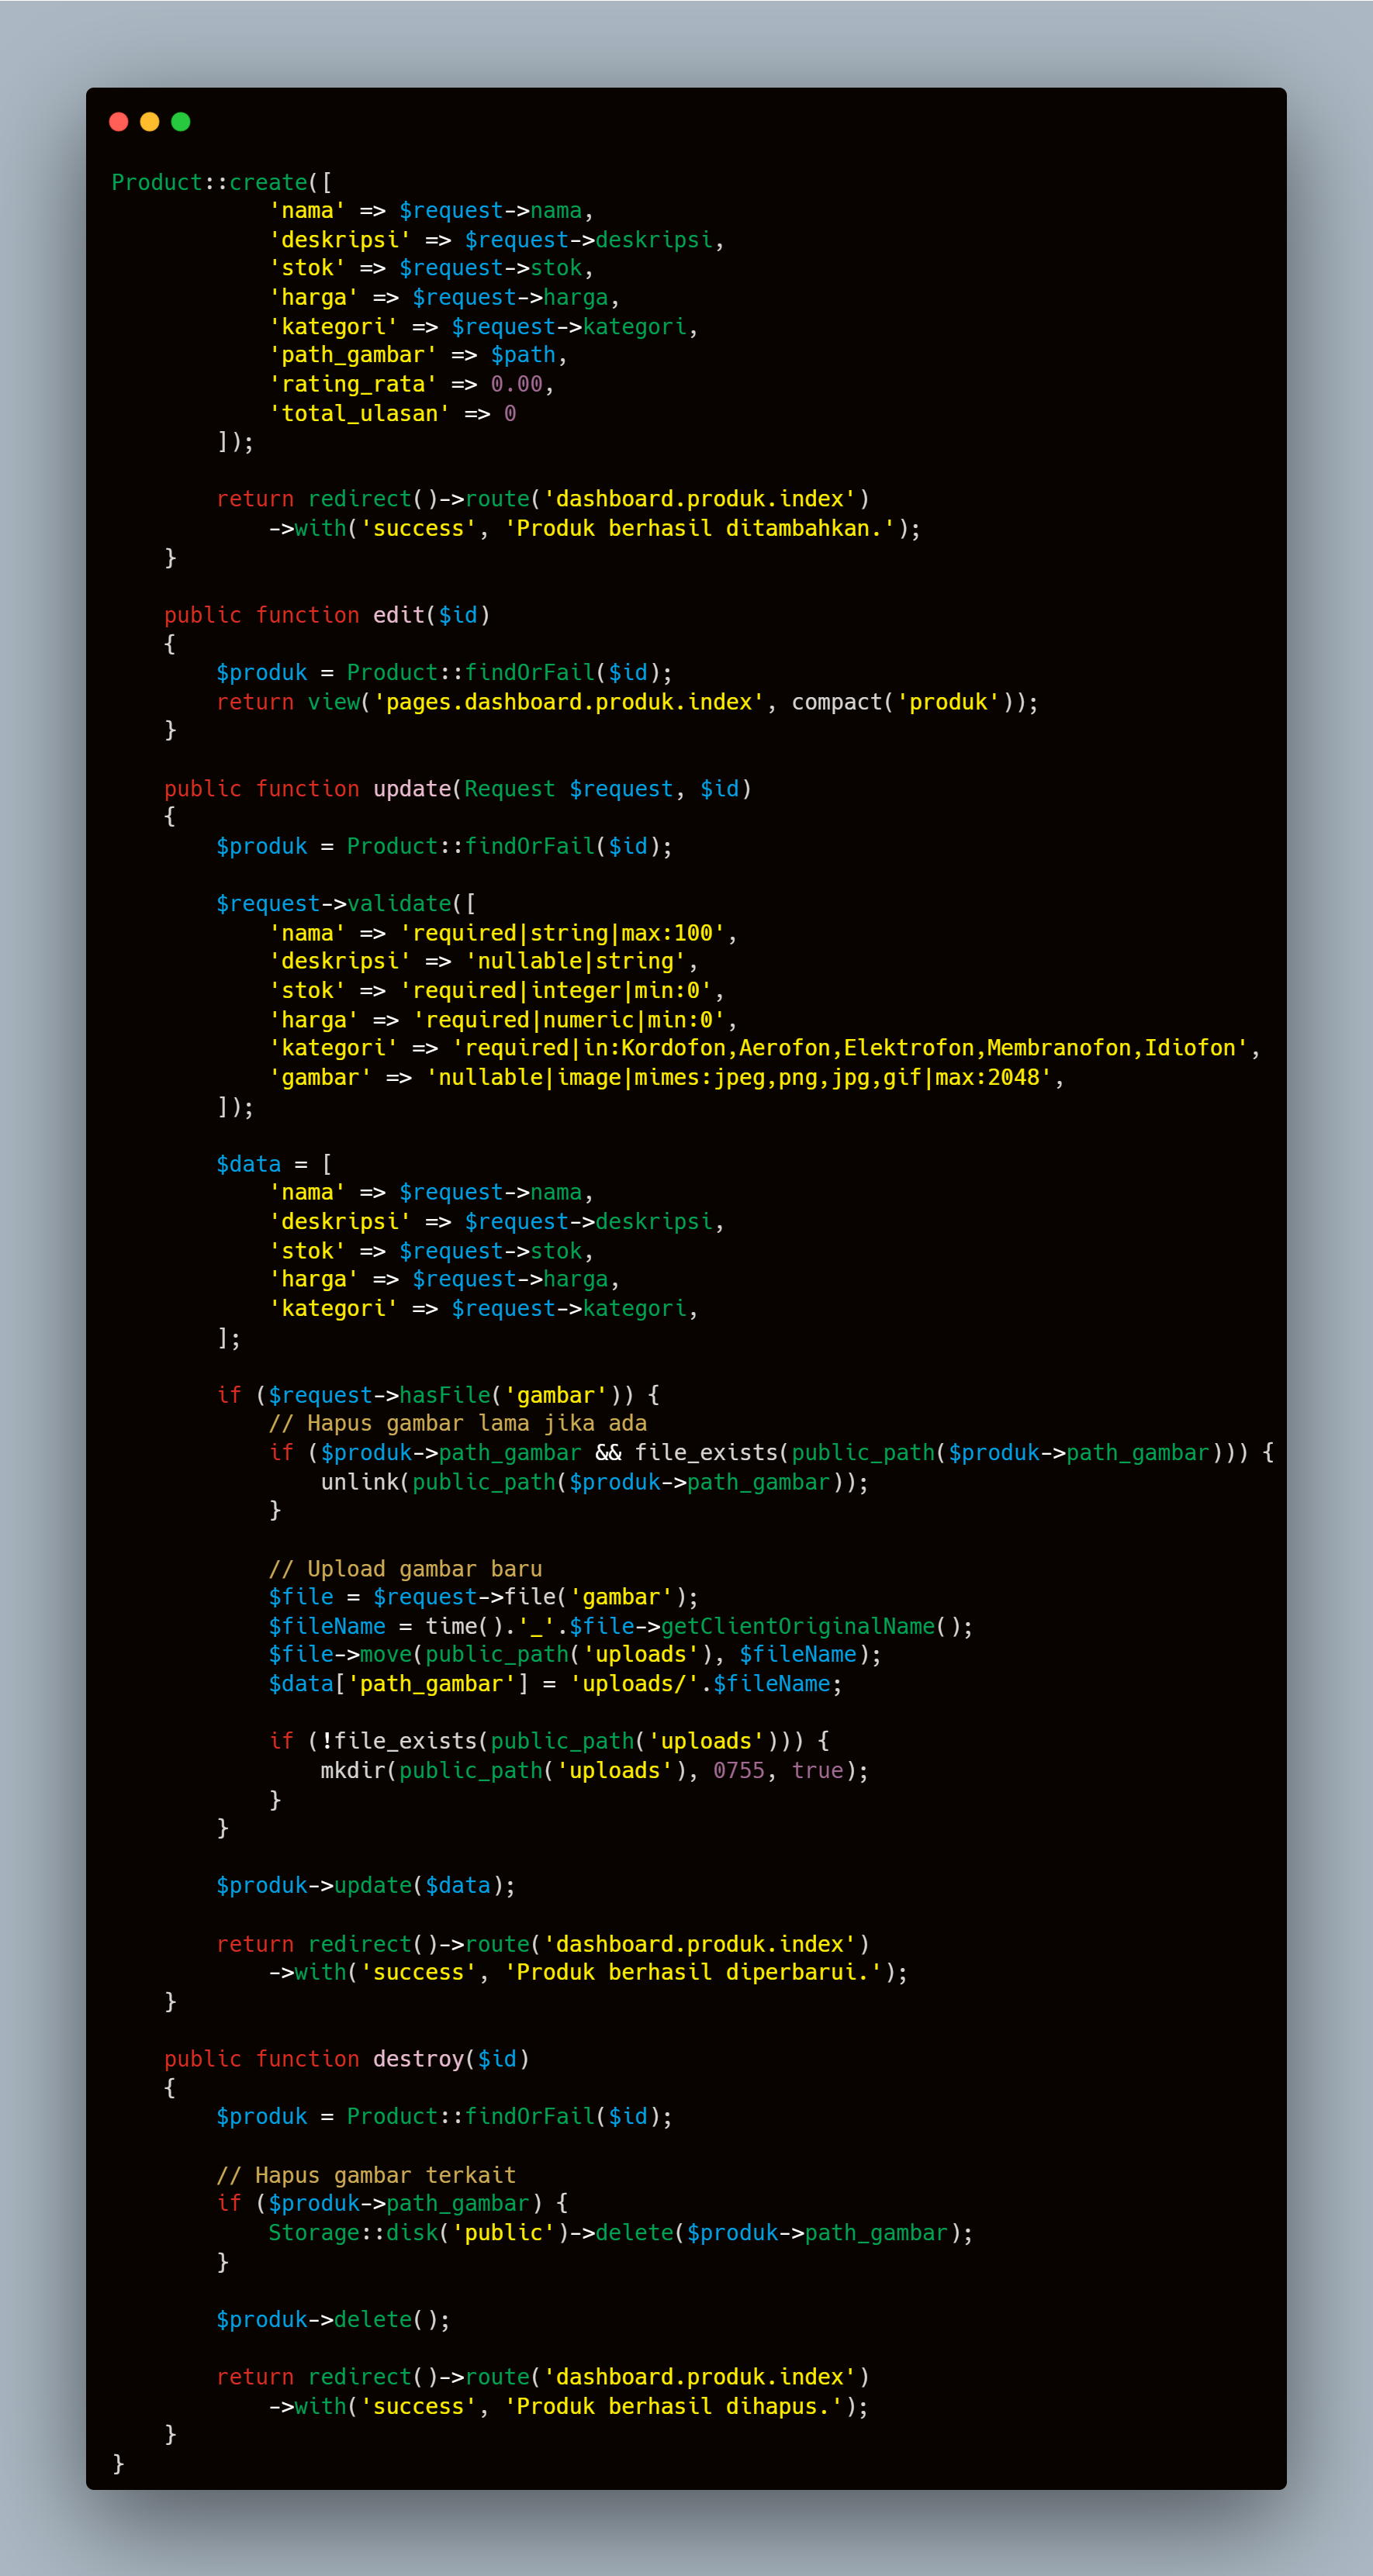 Product::create([
            'nama' => $request->nama,
            'deskripsi' => $request->deskripsi,
            'stok' => $request->stok,
            'harga' => $request->harga,
            'kategori' => $request->kategori,
            'path_gambar' => $path,
            'rating_rata' => 0.00,
            'total_ulasan' => 0
        ]);

        return redirect()->route('dashboard.produk.index')
            ->with('success', 'Produk berhasil ditambahkan.');
    }

    public function edit($id)
    {
        $produk = Product::findOrFail($id);
        return view('pages.dashboard.produk.index', compact('produk'));
    }

    public function update(Request $request, $id)
    {
        $produk = Product::findOrFail($id);

        $request->validate([
            'nama' => 'required|string|max:100',
            'deskripsi' => 'nullable|string',
            'stok' => 'required|integer|min:0',
            'harga' => 'required|numeric|min:0',
            'kategori' => 'required|in:Kordofon,Aerofon,Elektrofon,Membranofon,Idiofon',
            'gambar' => 'nullable|image|mimes:jpeg,png,jpg,gif|max:2048',
        ]);

        $data = [
            'nama' => $request->nama,
            'deskripsi' => $request->deskripsi,
            'stok' => $request->stok,
            'harga' => $request->harga,
            'kategori' => $request->kategori,
        ];

        if ($request->hasFile('gambar')) {
            // Hapus gambar lama jika ada
            if ($produk->path_gambar && file_exists(public_path($produk->path_gambar))) {
                unlink(public_path($produk->path_gambar));
            }

            // Upload gambar baru
            $file = $request->file('gambar');
            $fileName = time().'_'.$file->getClientOriginalName();
            $file->move(public_path('uploads'), $fileName);
            $data['path_gambar'] = 'uploads/'.$fileName;

            if (!file_exists(public_path('uploads'))) {
                mkdir(public_path('uploads'), 0755, true);
            }
        }

        $produk->update($data);

        return redirect()->route('dashboard.produk.index')
            ->with('success', 'Produk berhasil diperbarui.');
    }

    public function destroy($id)
    {
        $produk = Product::findOrFail($id);

        // Hapus gambar terkait
        if ($produk->path_gambar) {
            Storage::disk('public')->delete($produk->path_gambar);
        }

        $produk->delete();

        return redirect()->route('dashboard.produk.index')
            ->with('success', 'Produk berhasil dihapus.');
    }
}